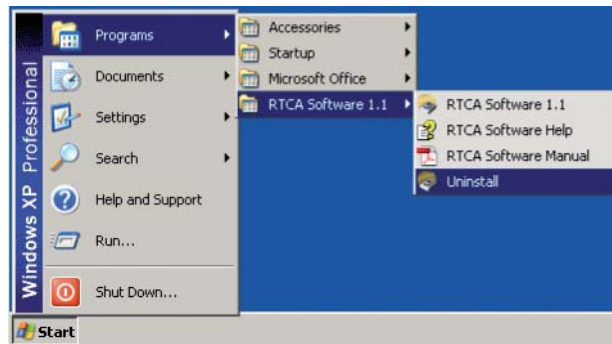 Windows XP Professional
Programs
Documents
Settings
Search
Help and Support
Run...
Shut Down...
Accessories
Startup
Microsoft Office
RTCA Software 1.1
RTCA Software 1.1
RTCA Software Help
RTCA Software Manual
Uninstall
Start